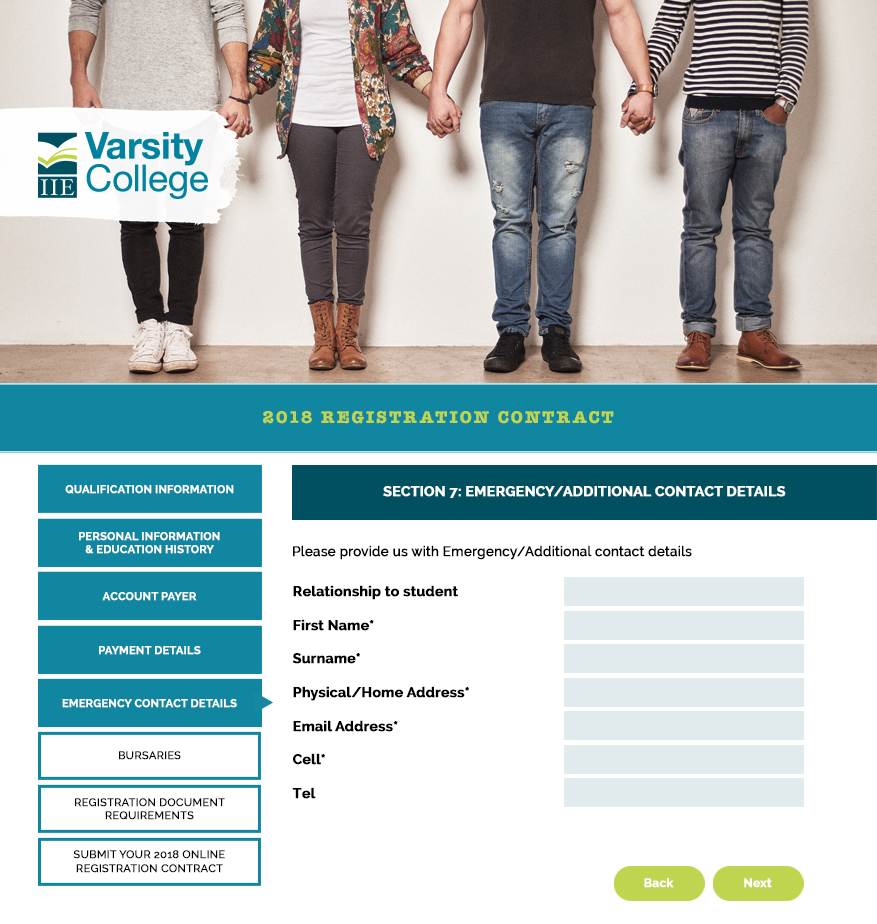 Varsity
College
IIE
2018 REGISTRATION CONTRACT
QUALIFICATION INFORMATION
PERSONAL INFORMATION
& EDUCATION HISTORY
ACCOUNT PAYER
PAYMENT DETAILS
EMERGENCY CONTACT DETAILS
BURSARIES
REGISTRATION DOCUMENT
REQUIREMENTS
SUBMIT YOUR 2018 ONLINE
REGISTRATION CONTRACT
SECTION 7: EMERGENCY/ADDITIONAL CONTACT DETAILS
Please provide us with Emergency/Additional contact details
Relationship to student
First Name*
Surname*
Physical/Home Address*
Email Address*
Cell*
Tel
Back
Next